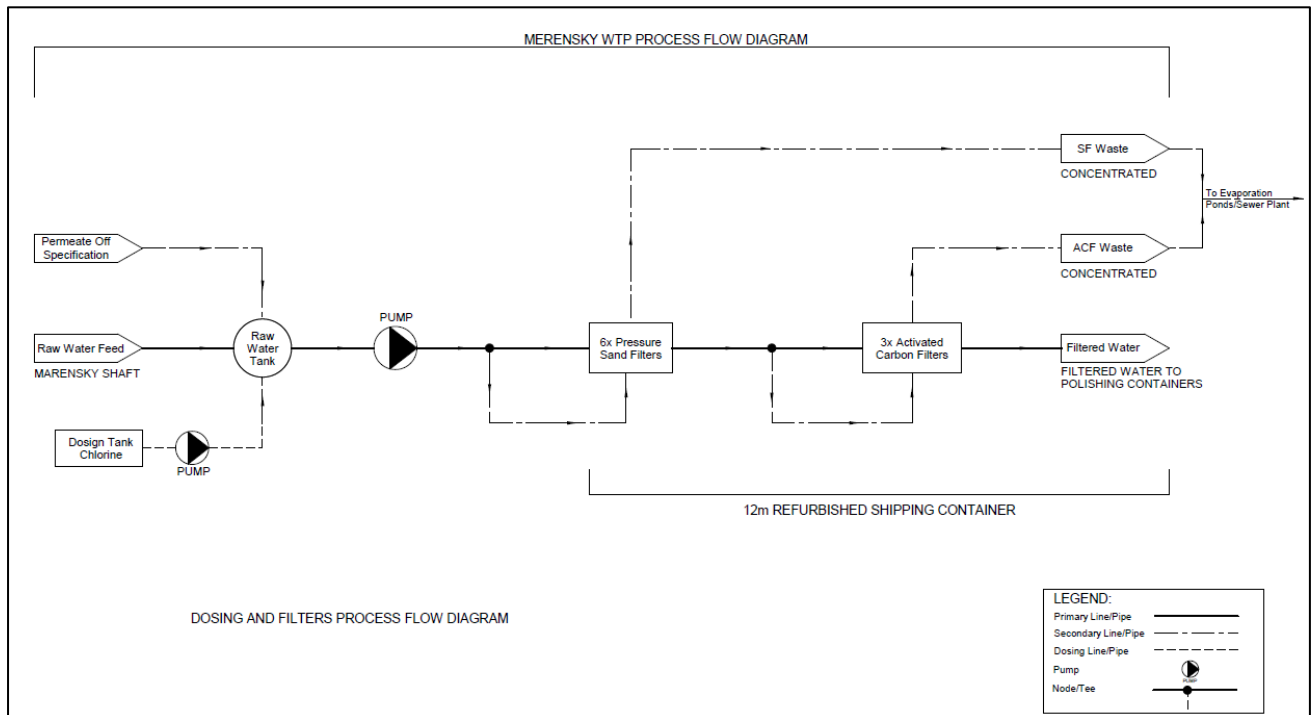 MERENSKY WTP PROCESS FLOW DIAGRAM
SF Waste
CONCENTRATED
To Evaporation
Ponds/Sewer Plant
Permeate Off
Specification
ACF Waste
CONCENTRATED
PUMP
Raw Water Feed
MARENSKY SHAFT
Raw
Water
Tank
6x Pressure
Sand Filters
3x Activated
Carbon Filters
Filtered Water
FILTERED WATER TO
POLISHING CONTAINERS
Dosign Tank
Chlorine
PUMP
12m REFURBISHED SHIPPING CONTAINER
DOSING AND FILTERS PROCESS FLOW DIAGRAM
LEGEND:
Primary Line/Pipe
Secondary Line/Pipe
Dosing Line/Pipe
Pump
PUMP
Node/Tee